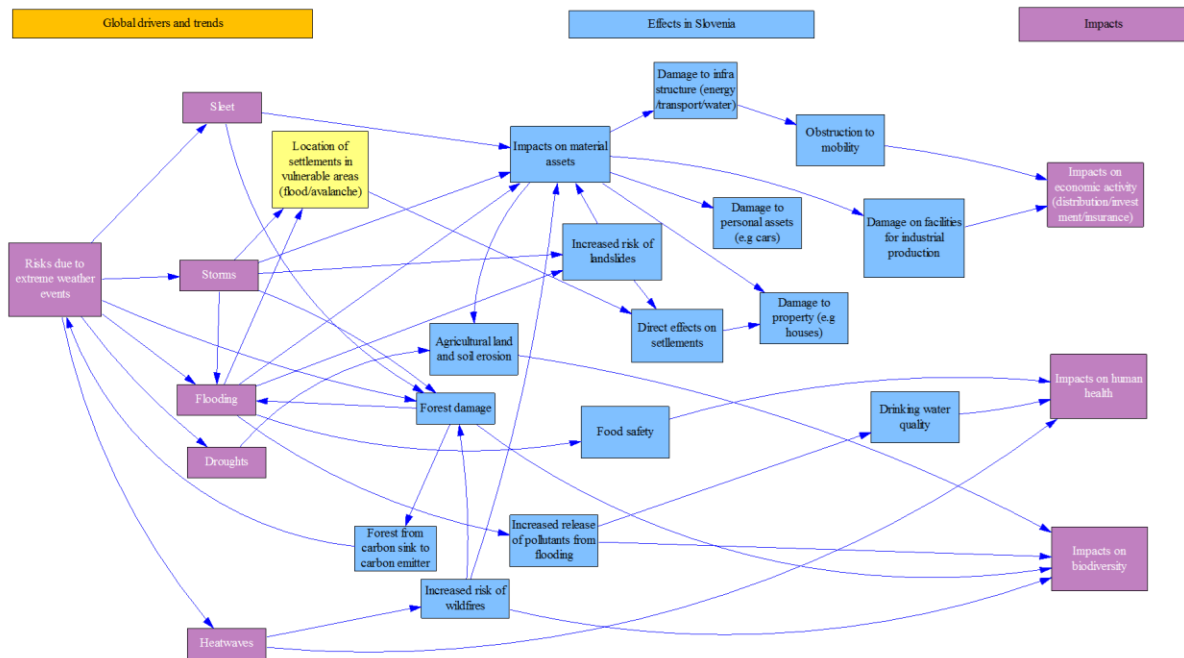 Global drivers and trends
Effects in Slovenia
Impacts
Sleet
Location of
settlements in
vulnerable areas
(flood/avalanche)
Damage to infra
structure (energy
/transport/water)
Impacts on material
assets
Obstruction to
mobility
Impacts on
economic activity
(distribution/invest
ment/insurance)
Damage to
personal assets
(e.g cars)
Damage on facilities
for industrial
production
Risks due to
extreme weather
events
Storms
Increased risk of
landslides
Direct effects on
setllements
Damage to
property (e.g
houses)
Agricultural land
and soil erosion
Flooding
Forest damage
Food safety
Drinking water
quality
Impacts on human
health
Droughts
Forest from
carbon sink to
carbon emitter
Increased release
of pollutants from
flooding
Impacts on
biodiversity
Increased risk of
wildfires
Heatwaves